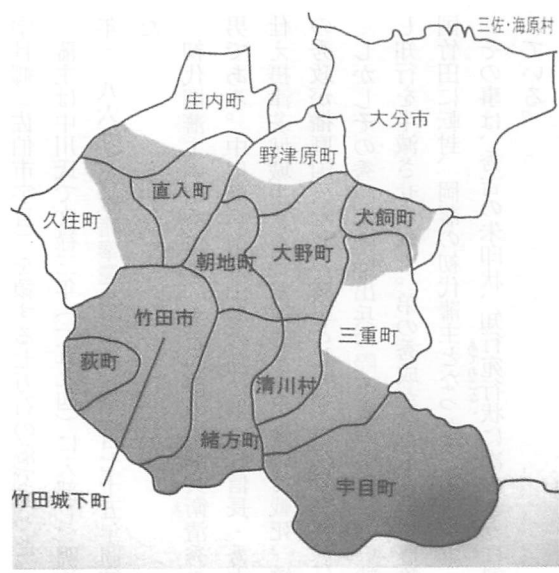 三佐・海原村
庄内町
大分市
野津原町
直入町
久住町
犬飼町
朝地町
大野町
竹田市
三重町
荻町
清川村
緒方町
竹田城下町
宇目町